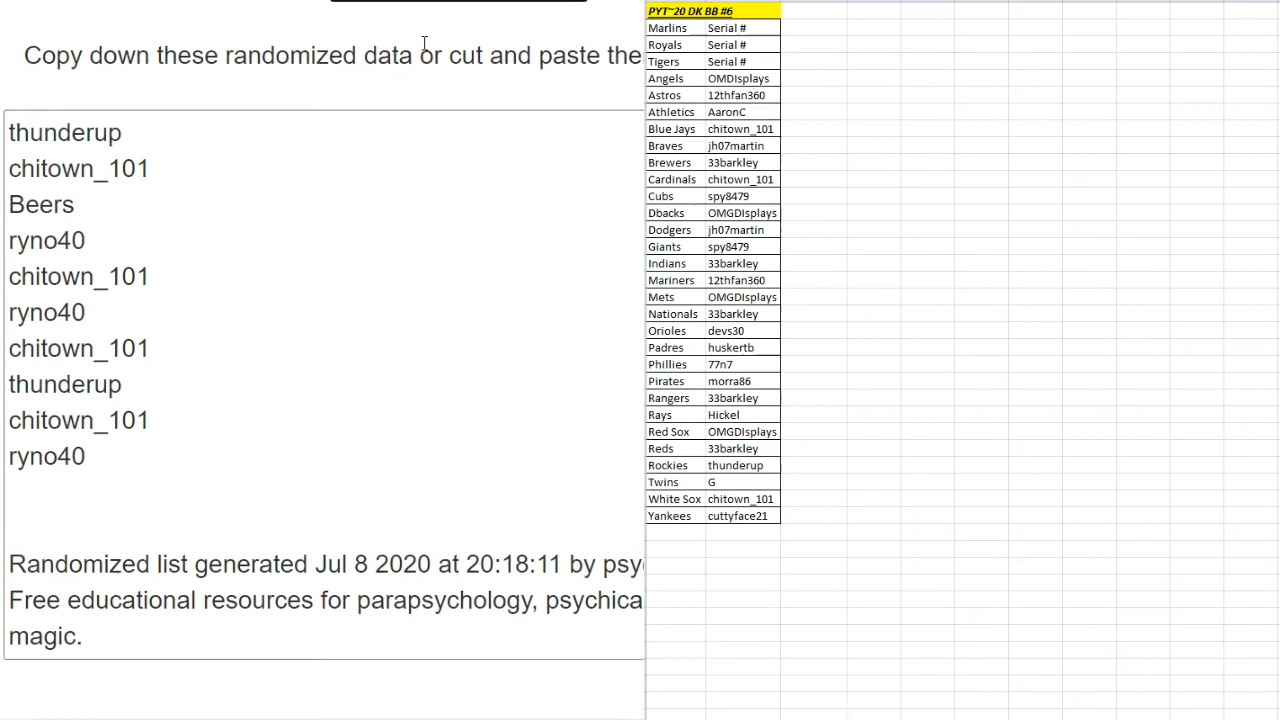 Copy down these randomized data or cut and paste the
thunderup
chitown_101
Beers
ryno40
chitown_101
ryno40
chitown_101
thunderup
chitown_101
ryno40
Randomized list generated Jul 8 2020 at 20:18:11 by psy
Free educational resources for parapsychology, psychica
magic.
PYT~20 DK BB #6
Marlins Serial #
Royals Serial #
Tigers Serial #
Angels OMDIsplays
Astros 12thfan360
Athletics AaronC
Blue Jays chitown_101
Braves jh07martin
Brewers 33barkley
Cardinals chitown_101
Cubs spy8479
Dbacks OMGDIsplays
Dodgers jh07martin
Giants spy8479
Indians 33barkley
Mariners 12thfan360
Mets OMGDIsplays
Nationals 33barkley
Orioles devs30
Padres huskertb
Phillies 77n7
Pirates morra86
Rangers 33barkley
Rays Hickel
Red Sox OMGDIsplays
Reds 33barkley
Rockies thunderup
Twins G
White Sox chitown_101
Yankees cuttyface21